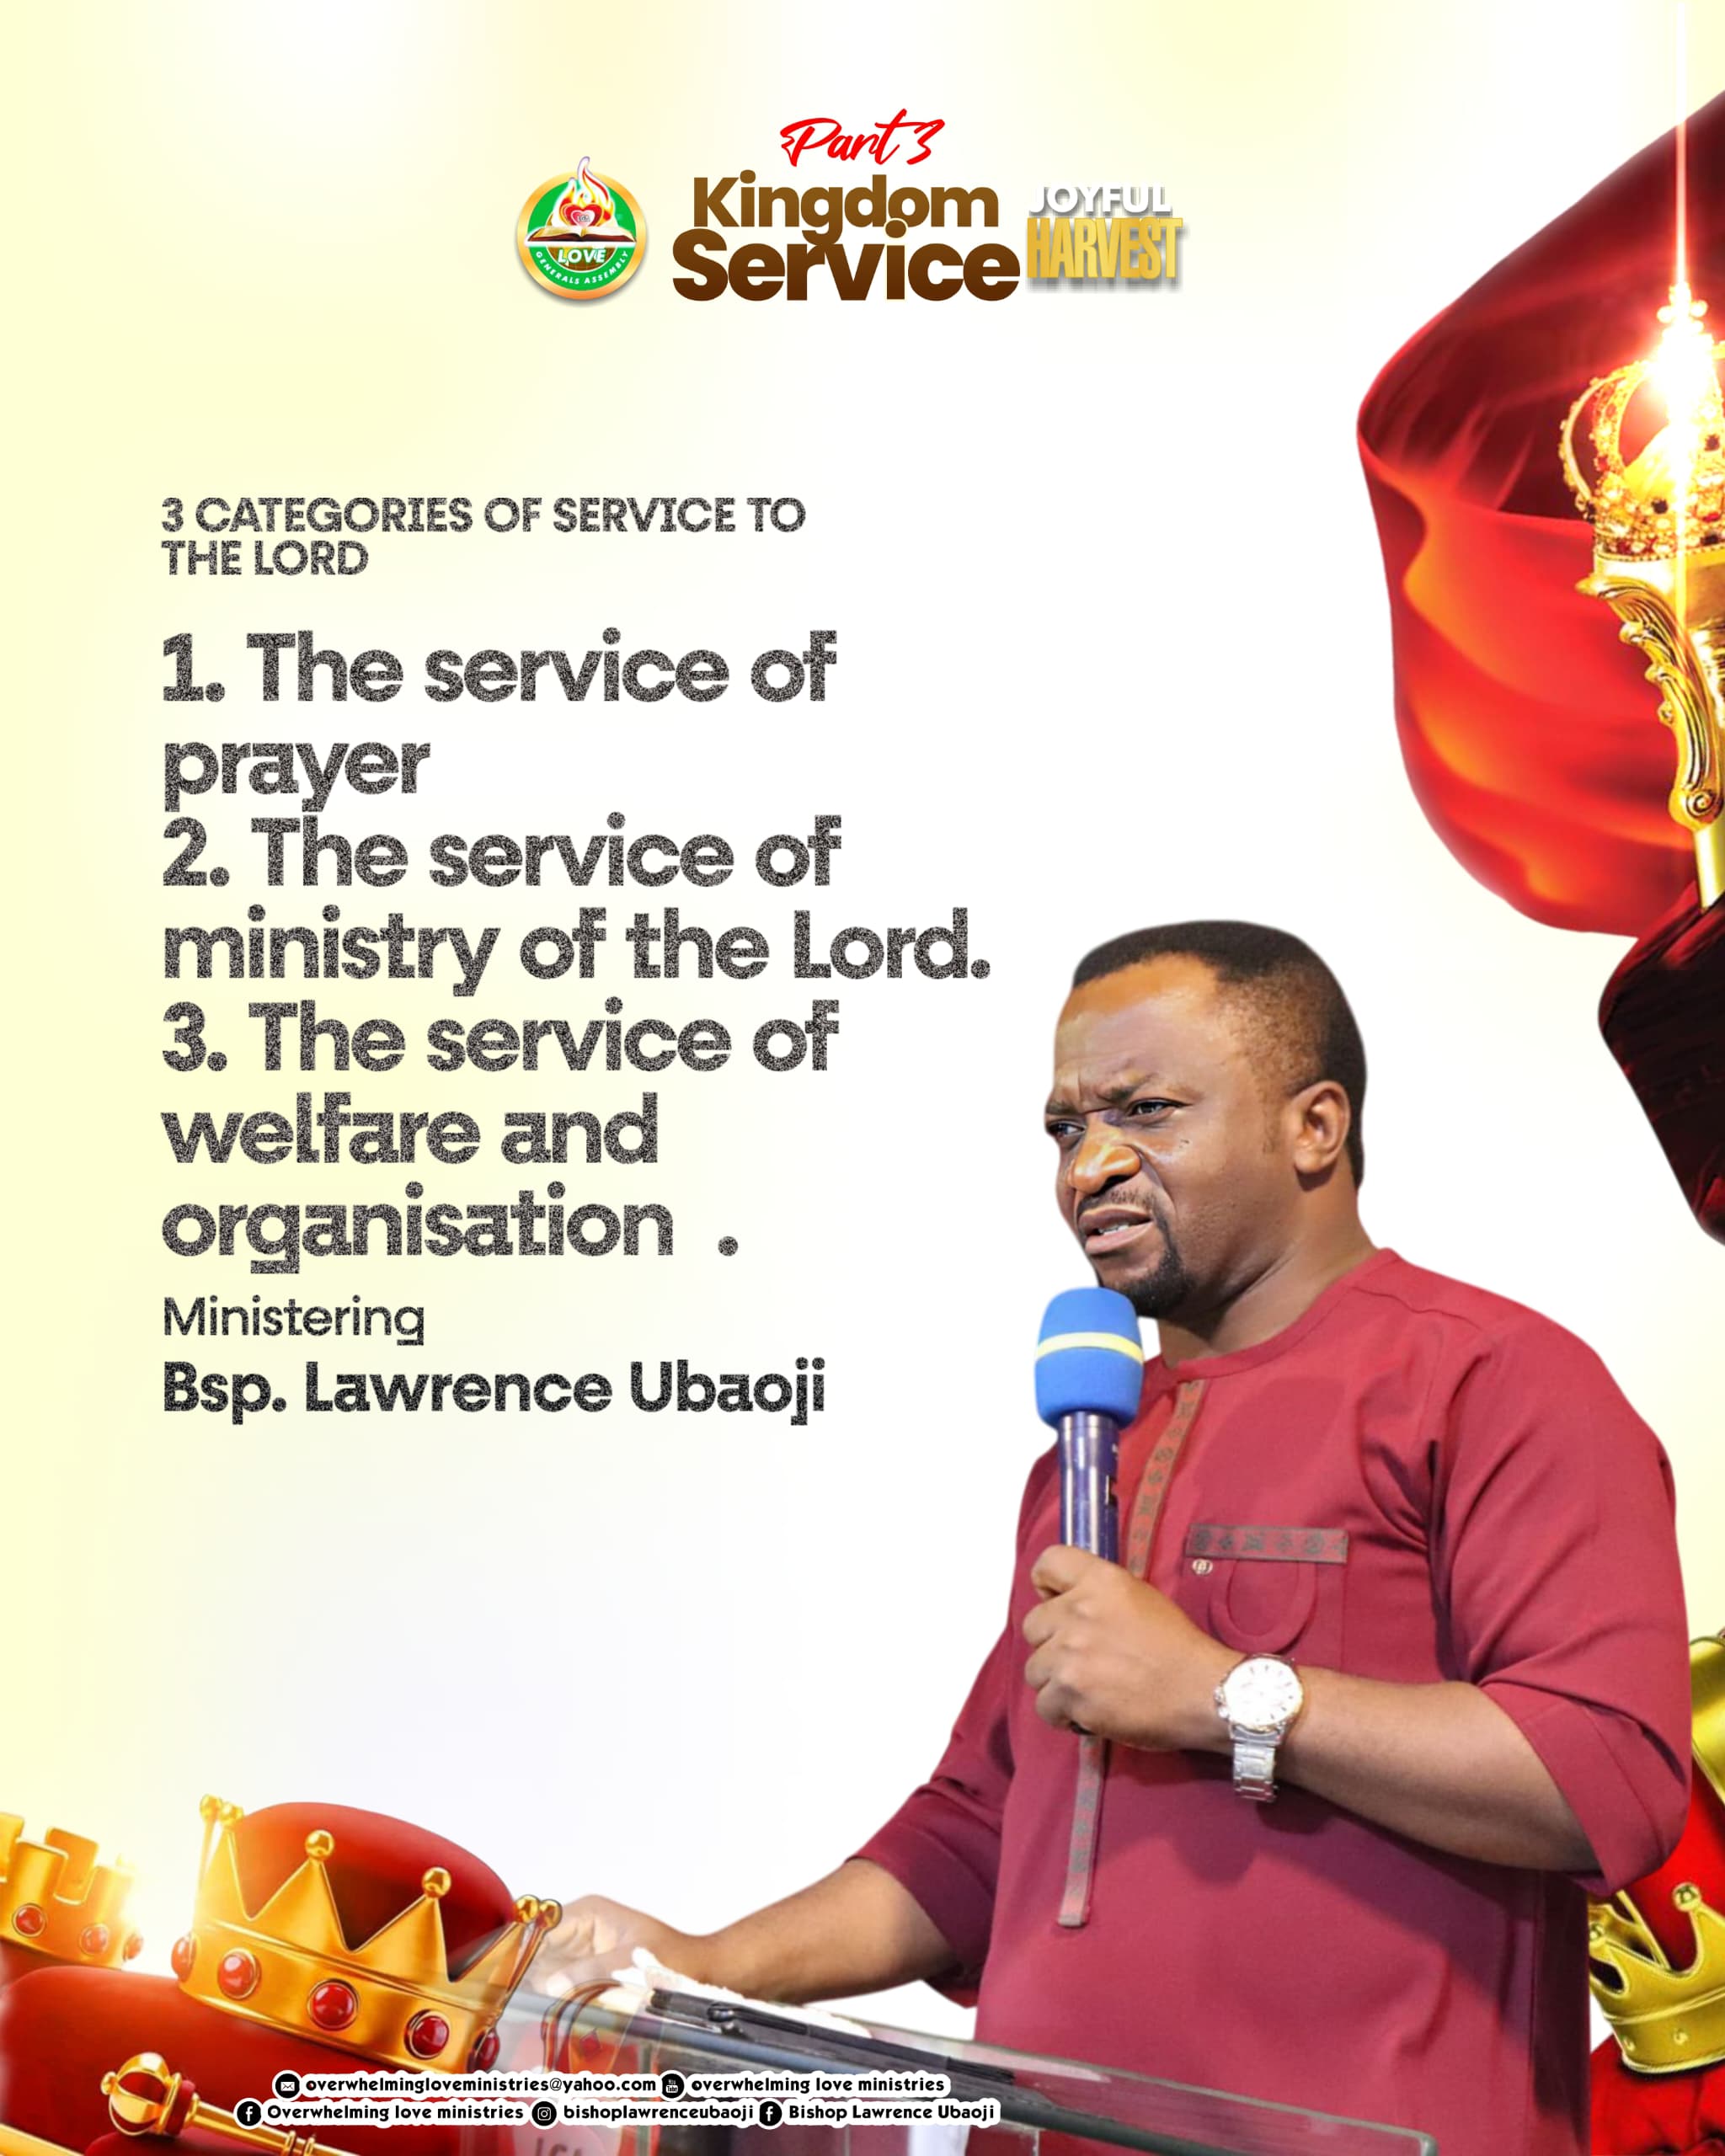 Part 3
Kingdom
Service
JOYFUL
HARVEST
LOVE
GENERALS ASSEMBLY
3 CATEGORIES OF SERVICE TO
THE LORD
1. The service of
prayer
2. The service of
ministry of the Lord.
3. The service of
welfare and
organisation .
Ministering
Bsp. Lawrence Ubaoji
overwhelmingloveministries@yahoo.com overwhelming love ministries
Overwhelming love ministries bishoplawrenceubaoji Bishop Lawrence Ubaoji